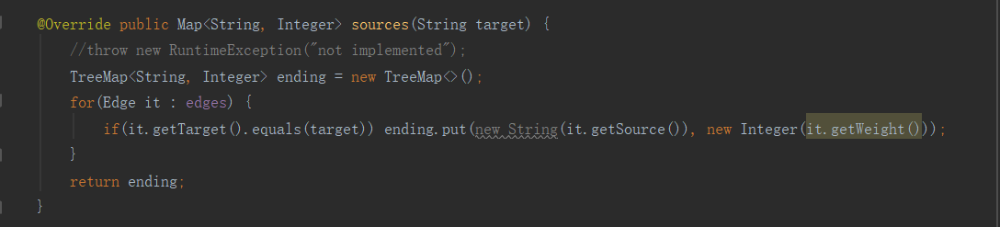 @Override public Map<String, Integer> sources(String target) {
//throw new RuntimeException("not implemented");
TreeMap<String, Integer> ending = new TreeMap<>();
for(Edge it : edges) {
if(it.getTarget().equals(target)) ending.put(new String(it.getSource()), new Integer(it.getWeight()));
}
return ending;
}